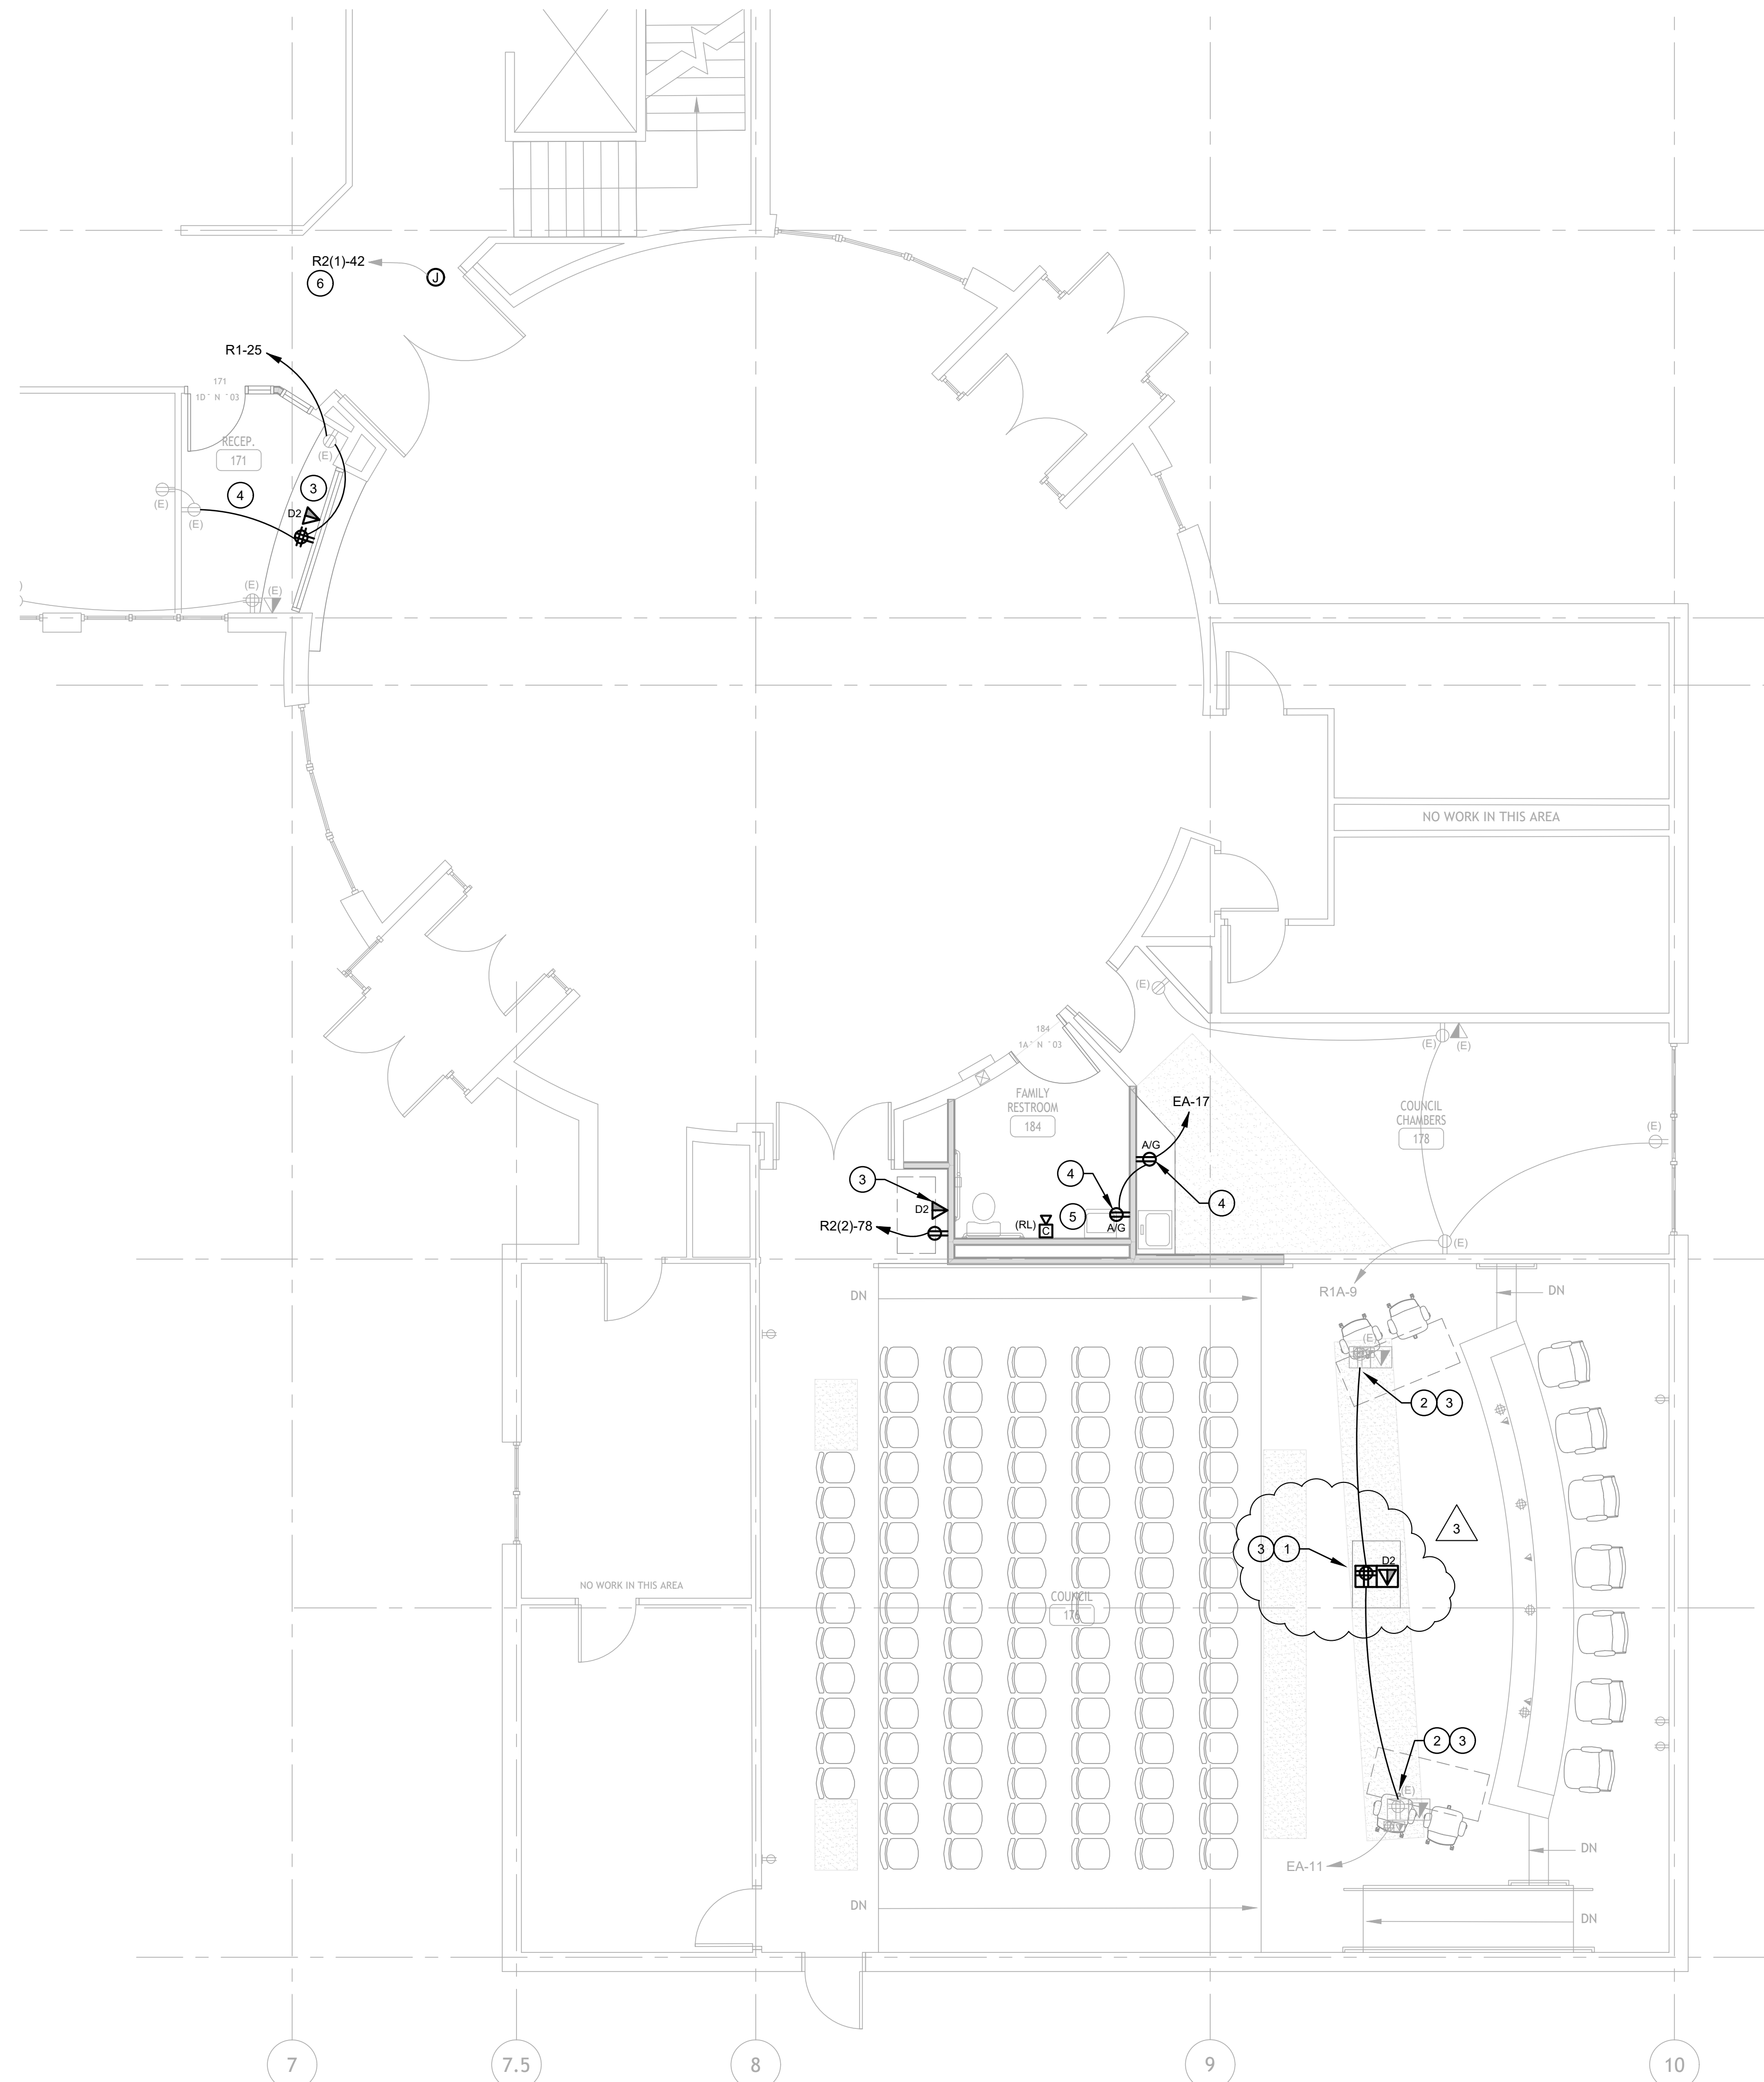 R2(1)-42
6
J
R1-25
171
RECEP.
171
(E)
3
4
(E)
(E)
D2
(E)
(E)
NO WORK IN THIS AREA
(E)
(E)
(E)
184
FAMILY
RESTROOM
184
EA-17
COUNCIL
CHAMBERS
178
(E)
A/G
4
4
3
D2
R2(2)-78
(RL)
C
5
A/G
(E)
R1A-9
DN
DN
(E)
2
3
3
3
1
D2
NO WORK IN THIS AREA
COUNCIL
176
2
3
(E)
EA-11
DN
DN
DN
7
7.5
8
9
10